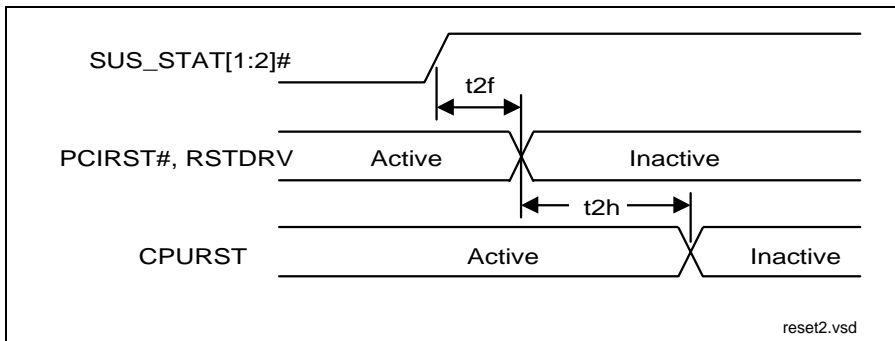 SUS_STAT[1:2]#
t2f
PCIRST#, RSTDRV
Active
Inactive
t2h
CPURST
Active
Inactive
reset2.vsd